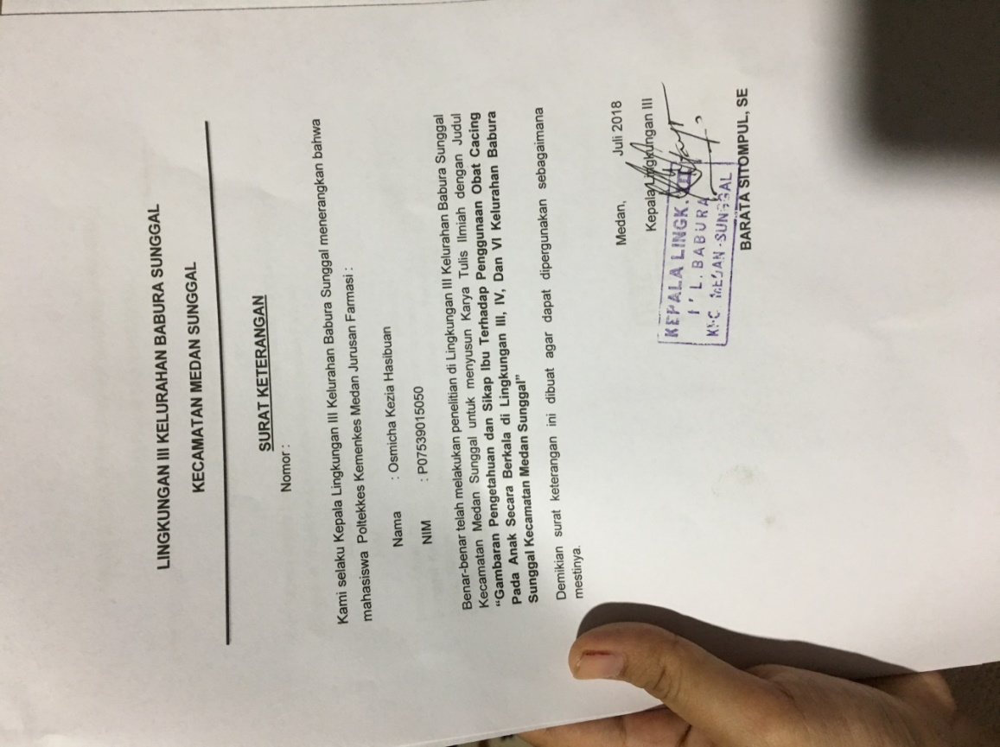 LINGKUNGAN III KELURAHAN BABURA SUNGGAL
KECAMATAN MEDAN SUNGGAL
SURAT KETERANGAN
Nomor :
Kami selaku Kepala Lingkungan III Kelurahan Babura Sunggal menerangkan bahwa
mahasiswa Poltekkes Kemenkes Medan Jurusan Farmasi :
Nama : Osmicha Kezia Hasibuan
NIM : P07539015050
Benar-benar telah melakukan penelitian di Lingkungan III Kelurahan Babura Sunggal
Kecamatan Medan Sunggal untuk menyusun Karya Tulis Ilmiah dengan Judul
“Gambaran Pengetahuan dan Sikap Ibu Terhadap Penggunaan Obat Cacing
Pada Anak Secara Berkala di Lingkungan III, IV, Dan VI Kelurahan Babura
Sunggal Kecamatan Medan Sunggal”
Demikian surat keterangan ini dibuat agar dapat dipergunakan sebagaimana
mestinya.
Medan, Juli 2018
Kepala Lingkungan III
KEPALA LINGK. III
L. BABURA
MEDAN-SUNGGAL
BARATA SITOMPUL, SE